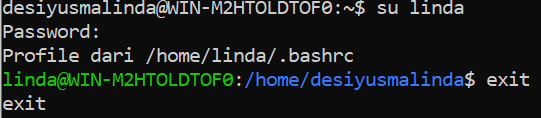 desiyusmalinda@WIN-M2HTOLDTOF0:~$ su linda
Password:
Profile dari /home/linda/.bashrc
linda@WIN-M2HTOLDTOF0:/home/desiyusmalinda$ exit
exit